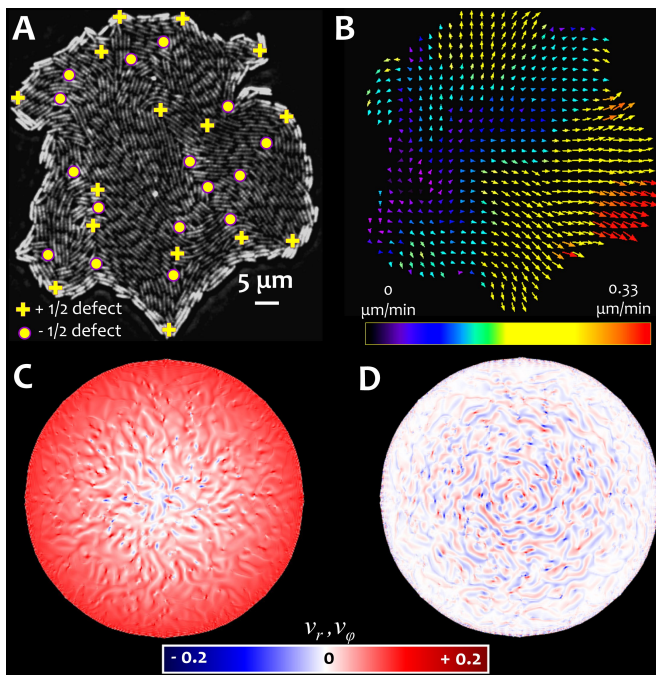 A
B
5 μm
+ 1/2 defect
- 1/2 defect
0
μm/min
0.33
μm/min
C
D
v_r, v_φ
- 0.2
0
+ 0.2